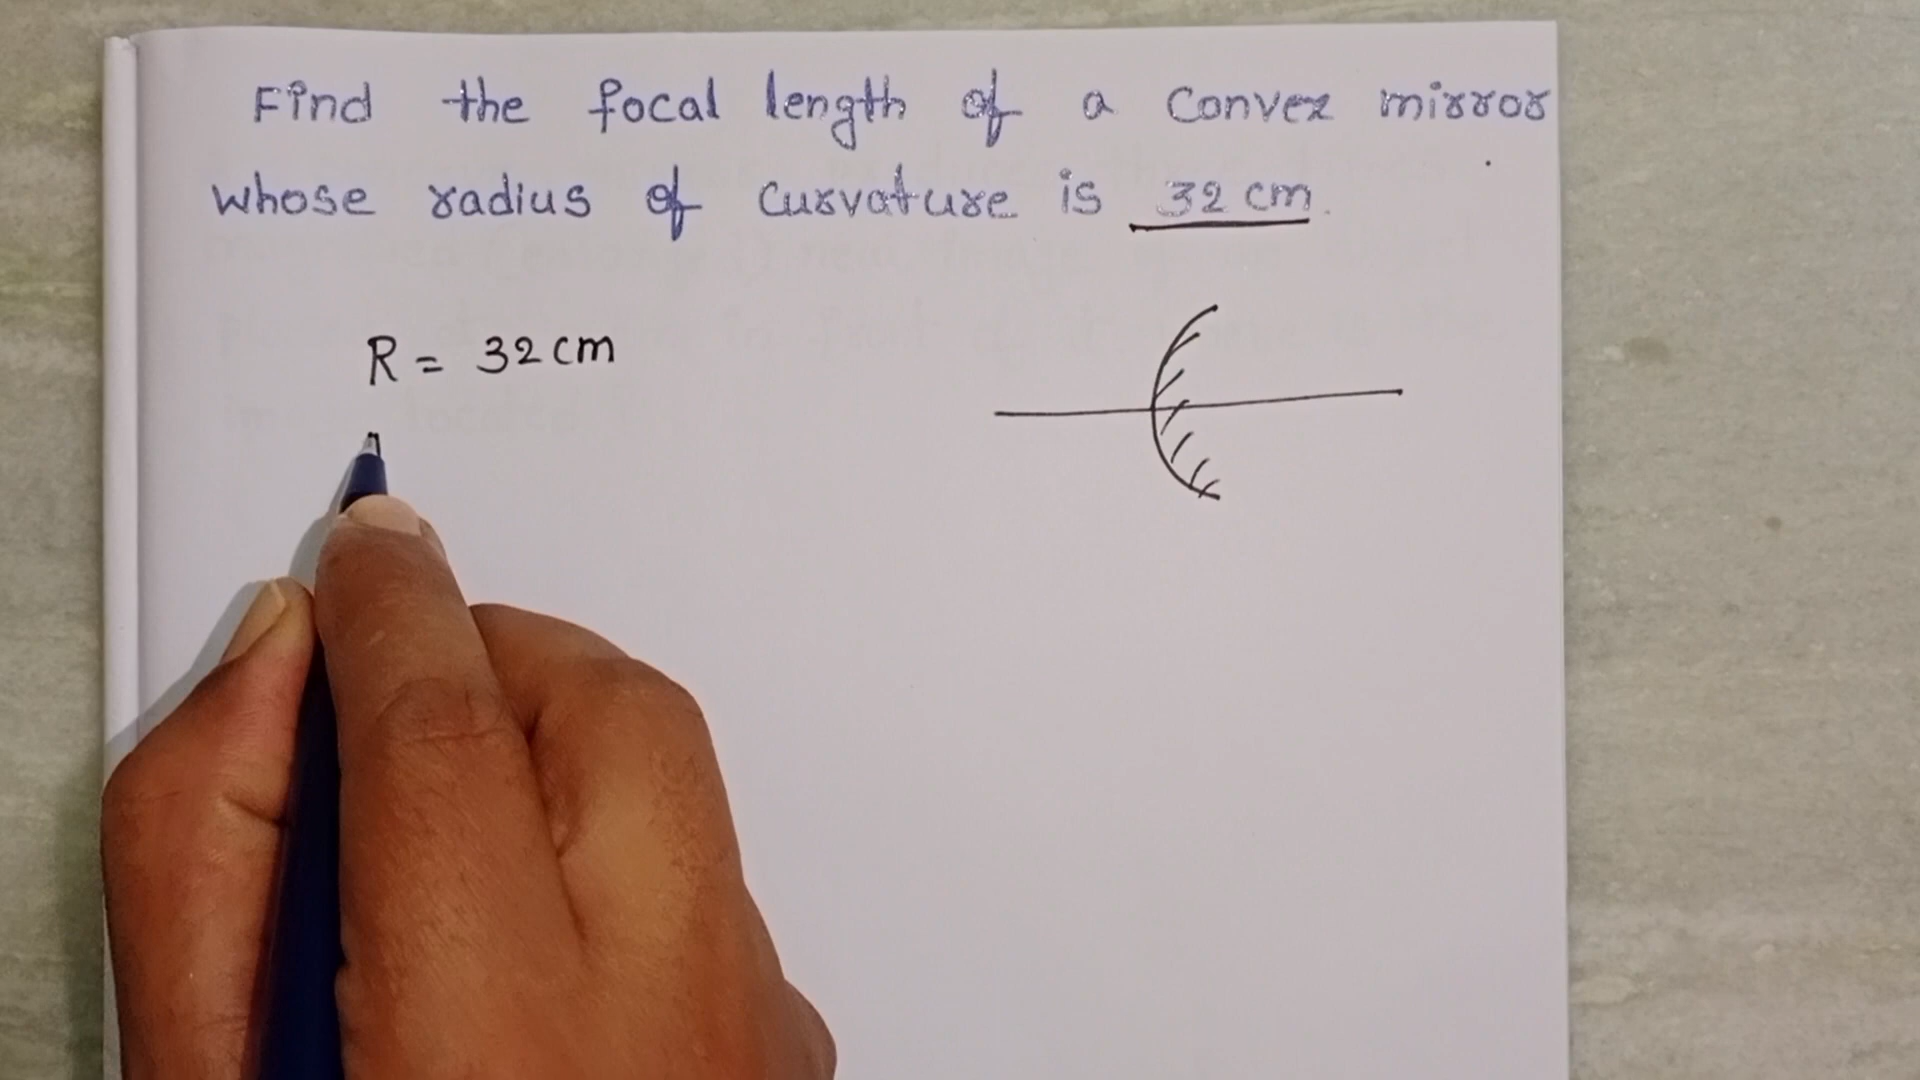 Find the focal length of a Convex mirror
whose radius of Curvature is 32 cm.
R = 32 cm